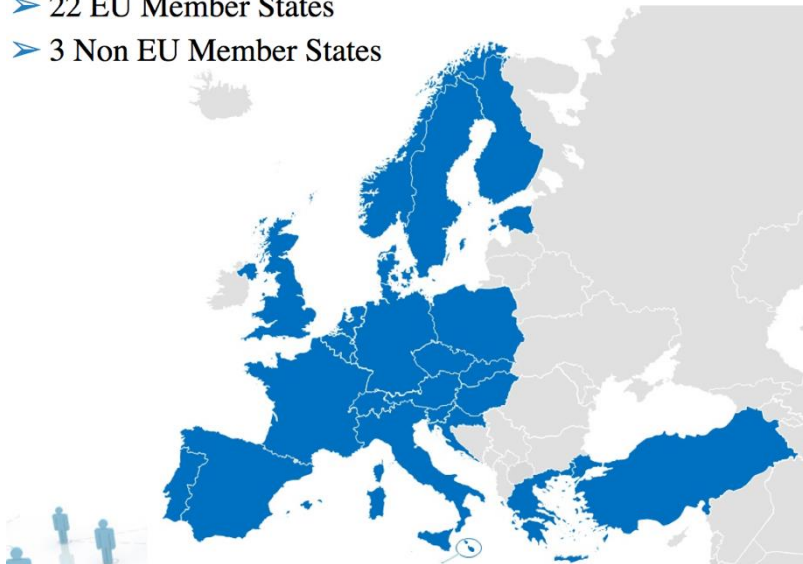 ➢ 22 EU Member States
➢ 3 Non EU Member States